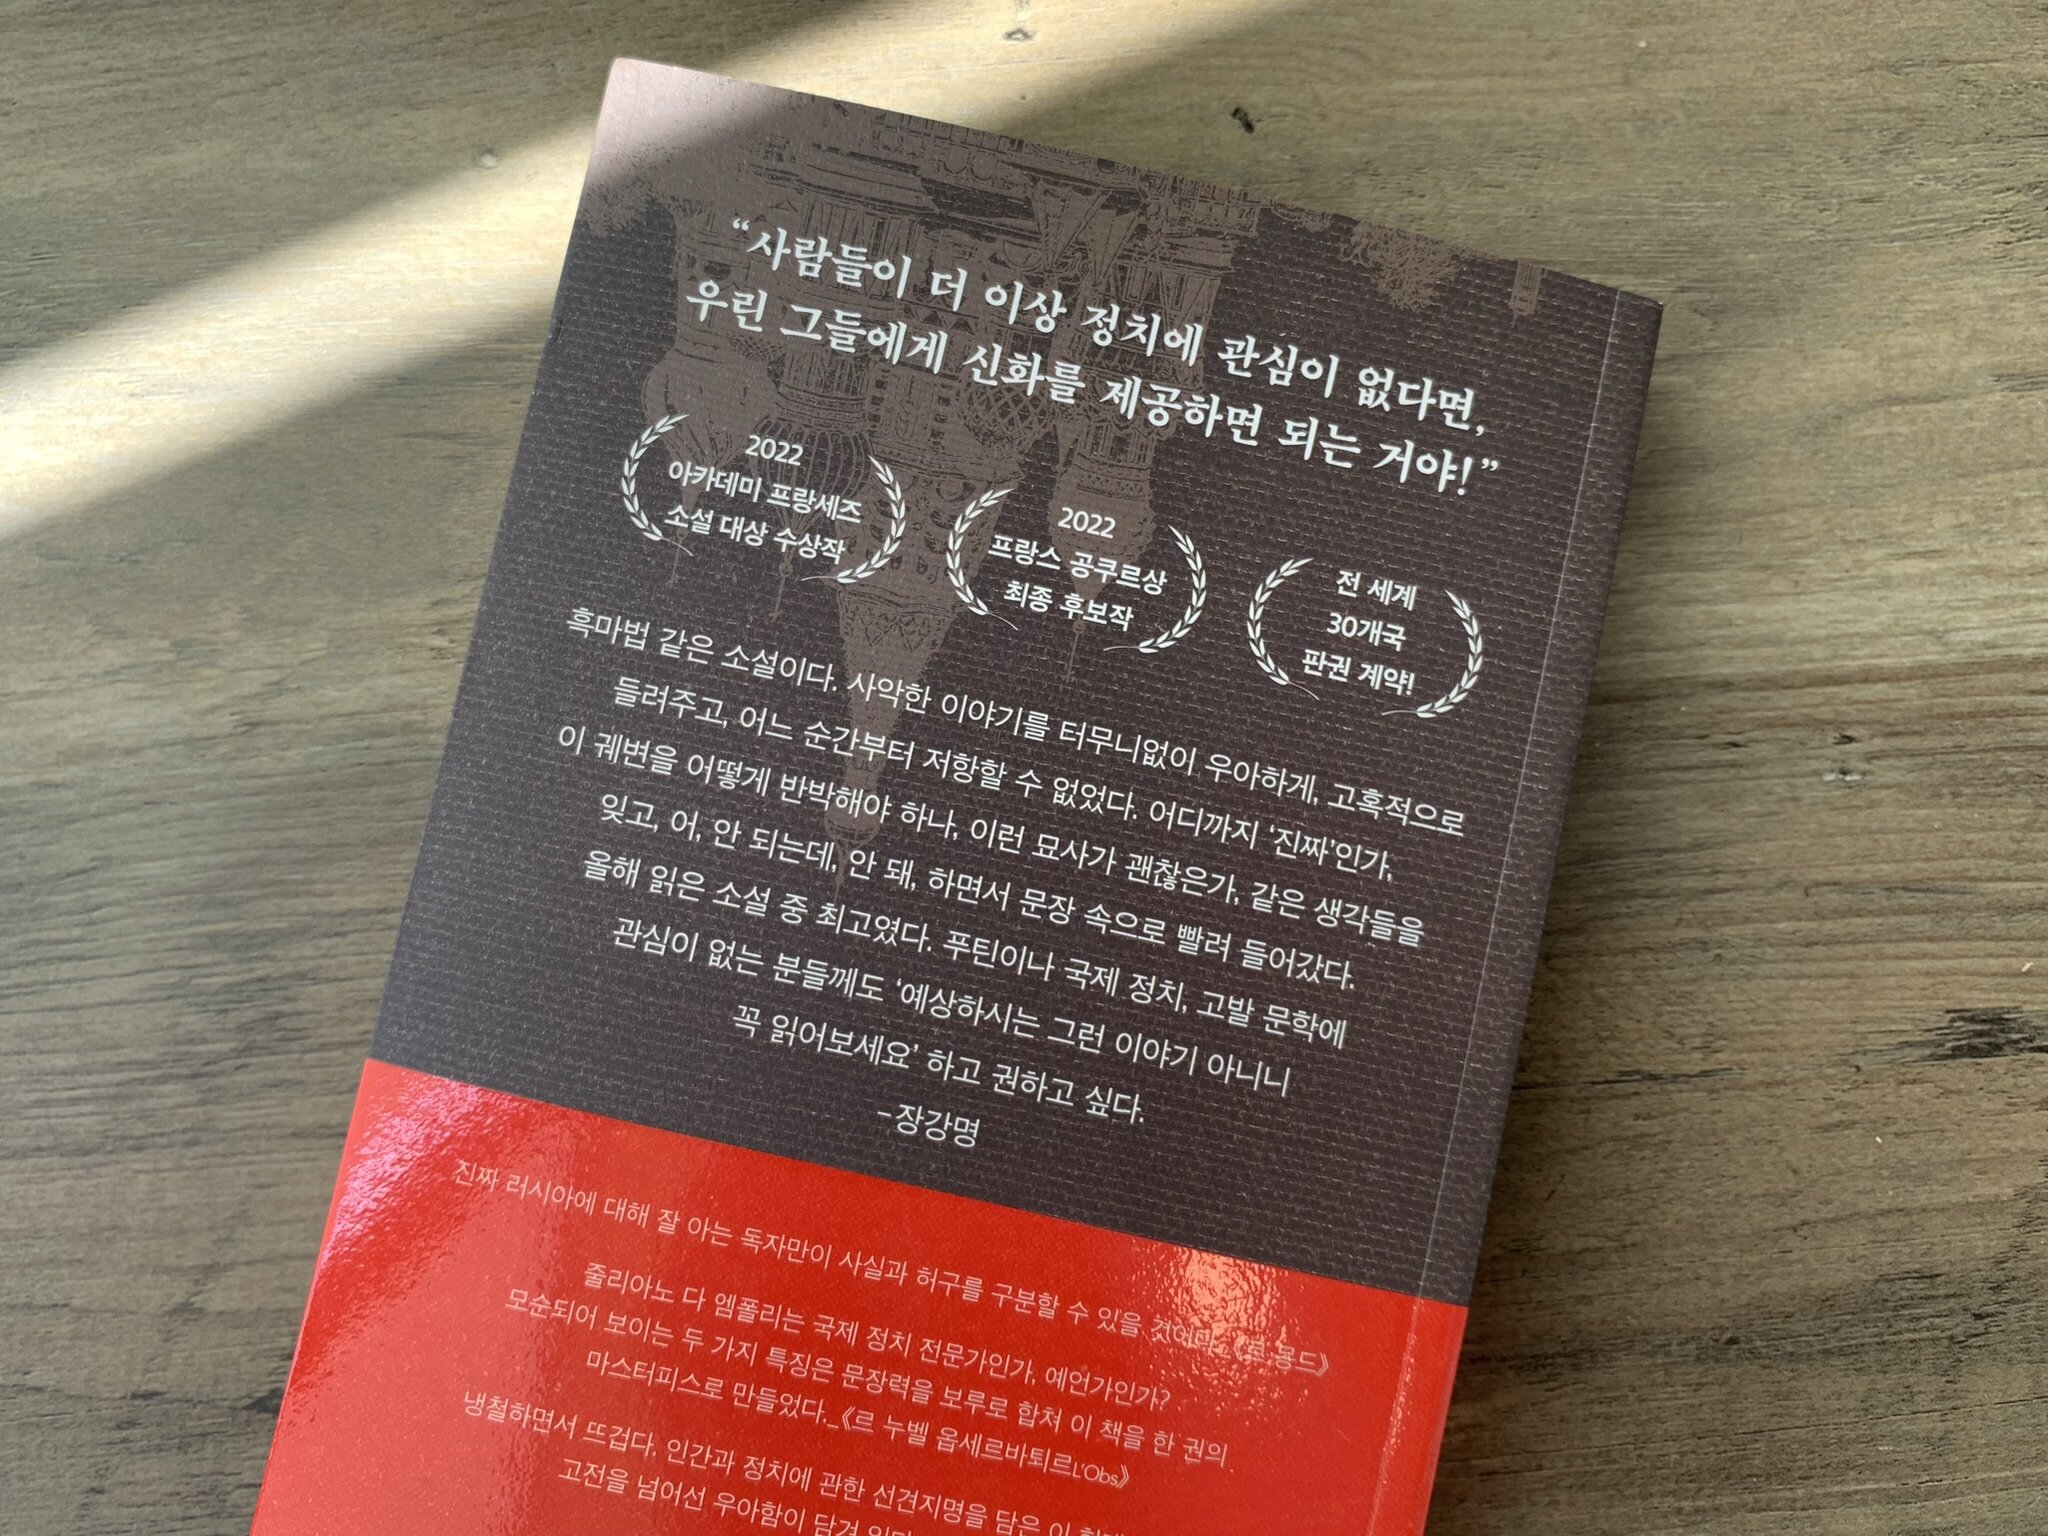 “사람들이 더 이상 정치에 관심이 없다면,
우린 그들에게 신화를 제공하면 되는 거야!”
2022
아카데미 프랑세즈
소설 대상 수상작
2022
프랑스 공쿠르상
최종 후보작
전 세계
30개국
판권 계약!
흑마법 같은 소설이다. 사악한 이야기를 터무니없이 우아하게, 고혹적으로
들려주고, 어느 순간부터 저항할 수 없었다. 어디까지 ‘진짜’인가,
이 궤변을 어떻게 반박해야 하나, 이런 묘사가 괜찮은가, 같은 생각들을
잊고, 어, 안 되는데, 안 돼, 하면서 문장 속으로 빨려 들어갔다.
올해 읽은 소설 중 최고였다. 푸틴이나 국제 정치, 고발 문학에
관심이 없는 분들께도 ‘예상하시는 그런 이야기 아니니
꼭 읽어보세요’ 하고 권하고 싶다.
-장강명
진짜 러시아에 대해 잘 아는 독자만이 사실과 허구를 구분할 수 있을 것이다._《르 몽드》
줄리아노 다 엠폴리는 국제 정치 전문가인가, 예언가인가?
모순되어 보이는 두 가지 특징은 문장력을 보루로 합쳐 이 책을 한 권의
마스터피스로 만들었다._《르 누벨 옵세르바퇴르L'Obs》
냉철하면서 뜨겁다. 인간과 정치에 관한 선견지명을 담은 이
고전을 넘어선 우아함이 담겨